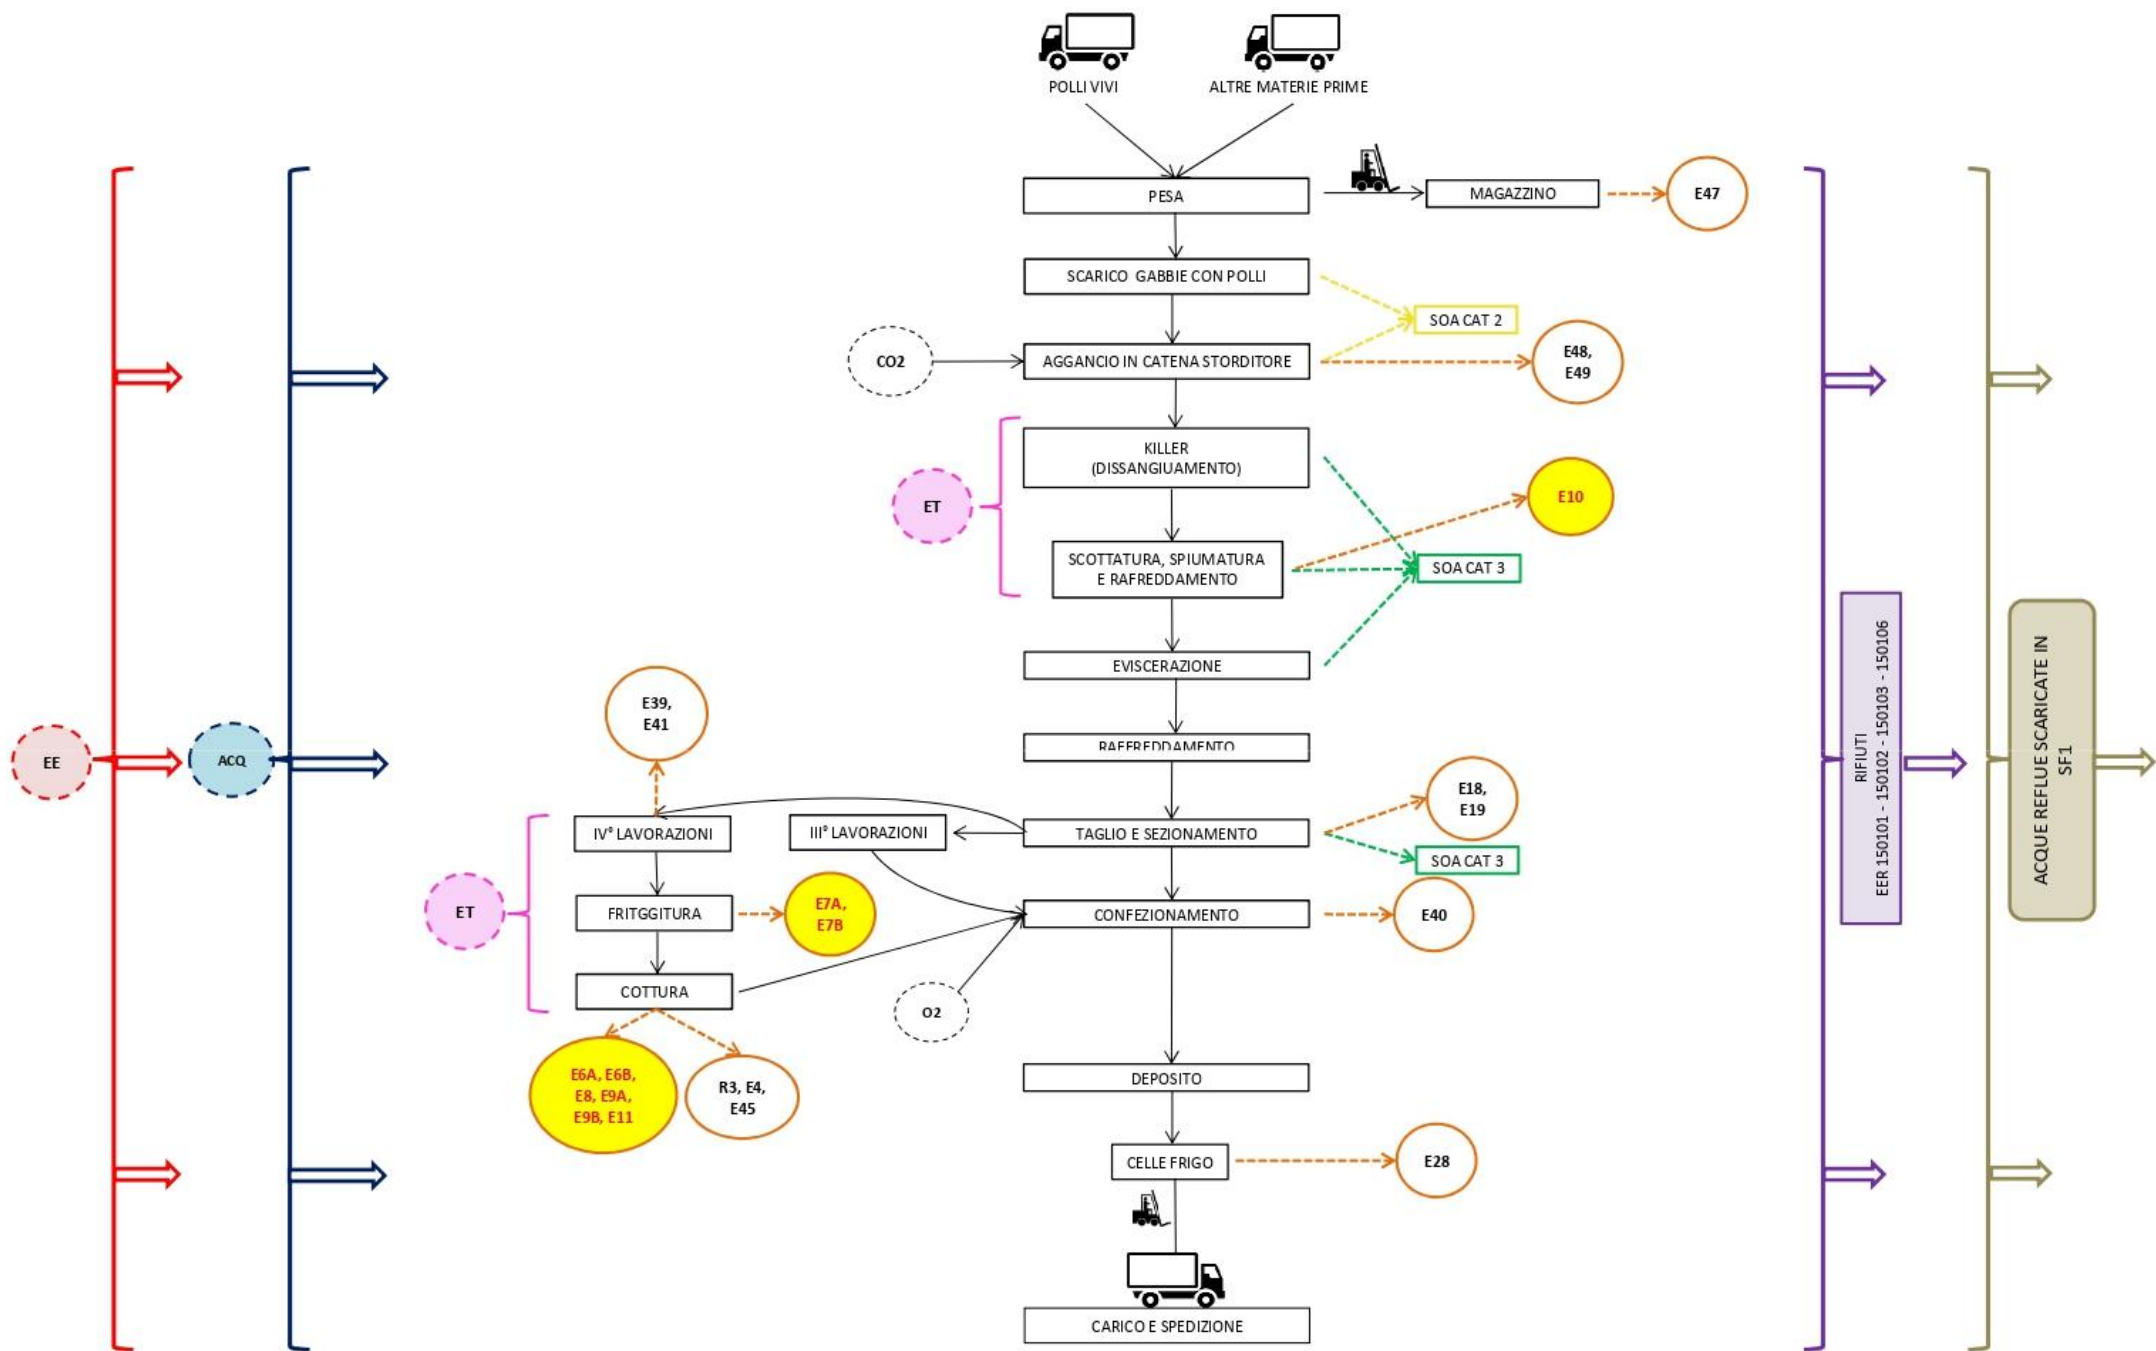 POLLI VIVI
ALTRE MATERIE PRIME
PESA
MAGAZZINO
E47
SCARICO GABBIE CON POLLI
SOA CAT 2
CO2
AGGANCIO IN CATENA STORDITORE
E48,
E49
KILLER
(DISSANGIUAMENTO)
ET
E10
SCOTTATURA, SPIUMATURA
E RAFREDDAMENTO
SOA CAT 3
EVISCERAZIONE
E39,
E41
RAFFREDDAMENTO
EE
ACQ
E18,
E19
IV° LAVORAZIONI
III° LAVORAZIONI
TAGLIO E SEZIONAMENTO
SOA CAT 3
ET
FRITGGITURA
E7A,
E7B
CONFEZIONAMENTO
E40
COTTURA
O2
E6A, E6B,
E8, E9A,
E9B, E11
R3, E4,
E45
DEPOSITO
CELLE FRIGO
E28
CARICO E SPEDIZIONE
RIFIUTI
EER 150101 - 150102 - 150103 - 150106
ACQUE REFLUE SCARICATE IN
SF1